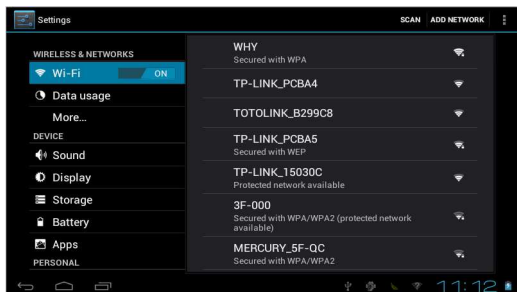 Settings
SCAN ADD NETWORK
WIRELESS & NETWORKS
Wi-Fi ON
Data usage
More...
DEVICE
Sound
Display
Storage
Battery
Apps
PERSONAL
WHY
Secured with WPA
TP-LINK_PCBA4
TOTOLINK_B299C8
TP-LINK_PCBA5
Secured with WEP
TP-LINK_15030C
Protected network available
3F-000
Secured with WPA/WPA2 (protected network
available)
MERCURY_5F-QC
Secured with WPA/WPA2
11:12